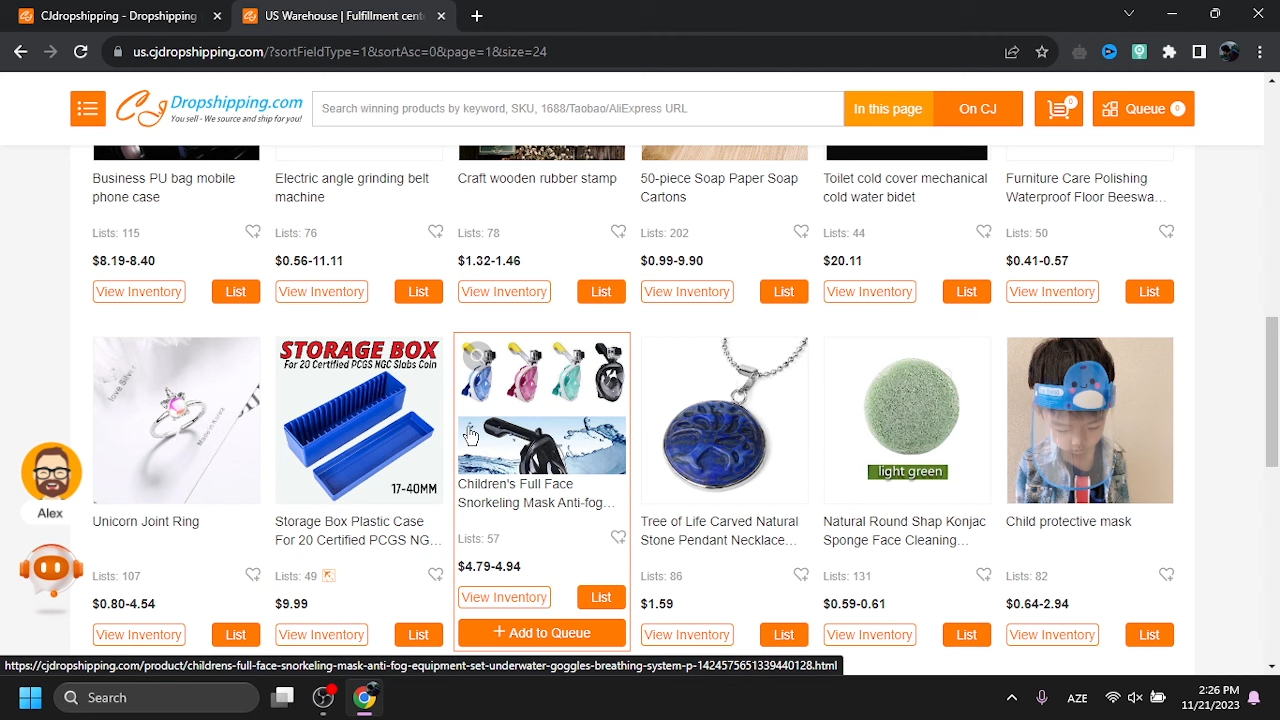 CJdropshipping - Dropshipping
US Warehouse | Fulfillment cent
us.cjdropshipping.com/?sortFieldType=1&sortAsc=0&page=1&size=24
Dropshipping.com
You sell - We source and ship for you!
Search winning products by keyword, SKU, 1688/Taobao/AliExpress URL
In this page
On CJ
0
Queue 0
Business PU bag mobile
phone case
Lists: 115
$8.19-8.40
View Inventory
List
Electric angle grinding belt
machine
Lists: 76
$0.56-11.11
View Inventory
List
Craft wooden rubber stamp
Lists: 78
$1.32-1.46
View Inventory
List
50-piece Soap Paper Soap
Cartons
Lists: 202
$0.99-9.90
View Inventory
List
Toilet cold cover mechanical
cold water bidet
Lists: 44
$20.11
View Inventory
List
Furniture Care Polishing
Waterproof Floor Beeswa...
Lists: 50
$0.41-0.57
View Inventory
List
Unicorn Joint Ring
Lists: 107
$0.80-4.54
View Inventory
List
STORAGE BOX
For 20 Certified PCGS NGC Slabs Coin
17-40MM
Storage Box Plastic Case
For 20 Certified PCGS NG...
Lists: 49
$9.99
View Inventory
List
Children's Full Face
Snorkeling Mask Anti-fog...
Lists: 57
$4.79-4.94
View Inventory
List
+ Add to Queue
Tree of Life Carved Natural
Stone Pendant Necklace...
Lists: 86
$1.59
View Inventory
List
light green
Natural Round Shap Konjac
Sponge Face Cleaning...
Lists: 131
$0.59-0.61
View Inventory
List
Child protective mask
Lists: 82
$0.64-2.94
View Inventory
List
Alex
https://cjdropshipping.com/product/childrens-full-face-snorkeling-mask-anti-fog-equipment-set-underwater-goggles-breathing-system-p-1424575651339440128.html
Search
AZE
2:26 PM
11/21/2023